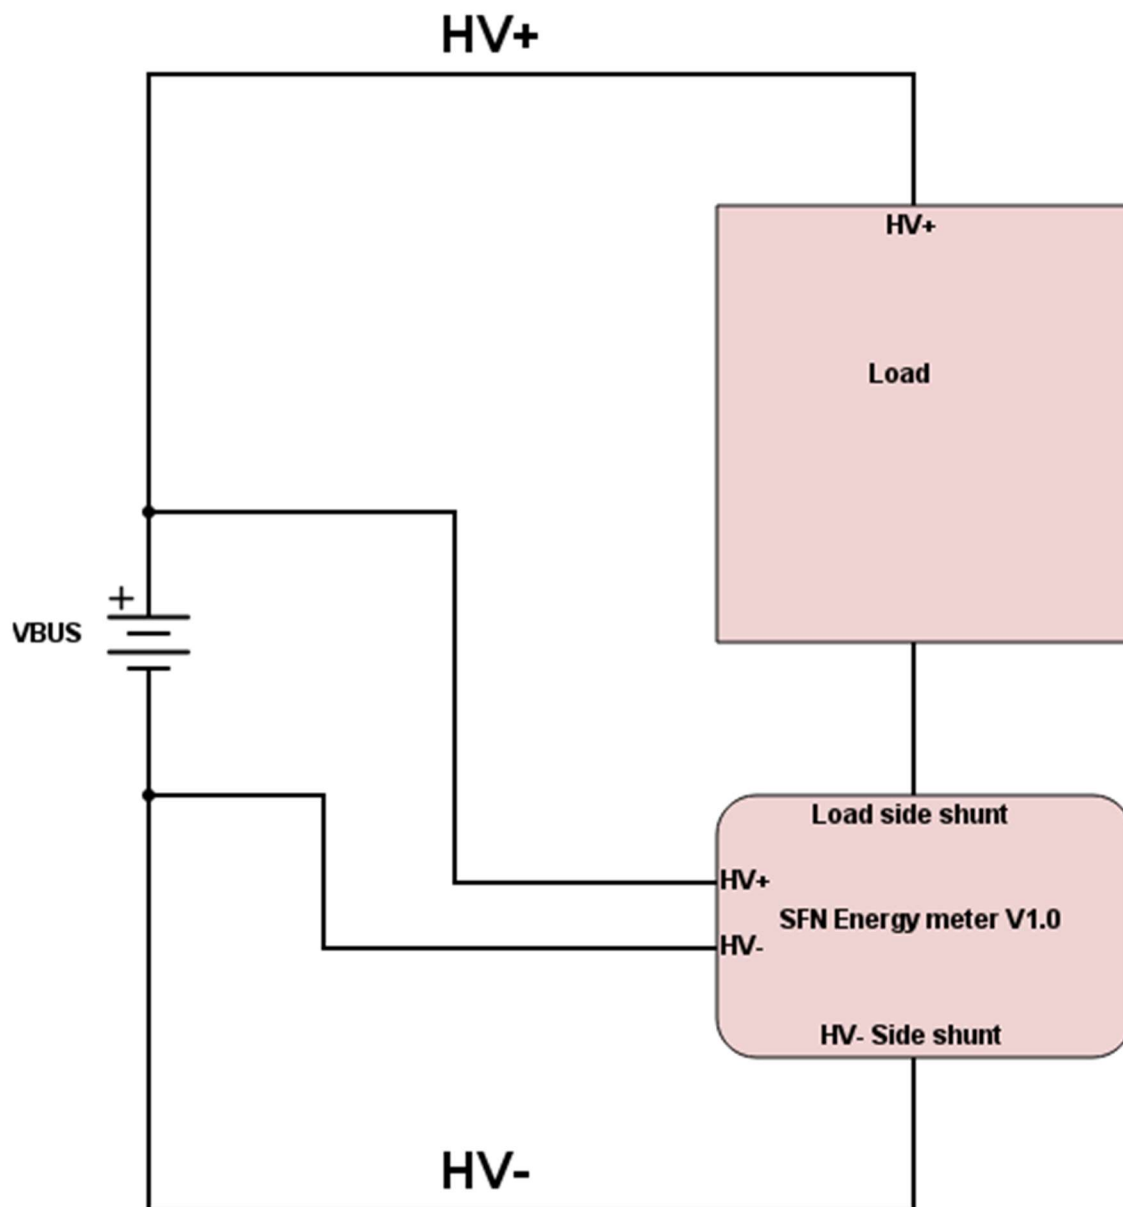 HV+
HV+
Load
+
VBUS
Load side shunt
HV+
SFN Energy meter V1.0
HV-
HV- Side shunt
HV-